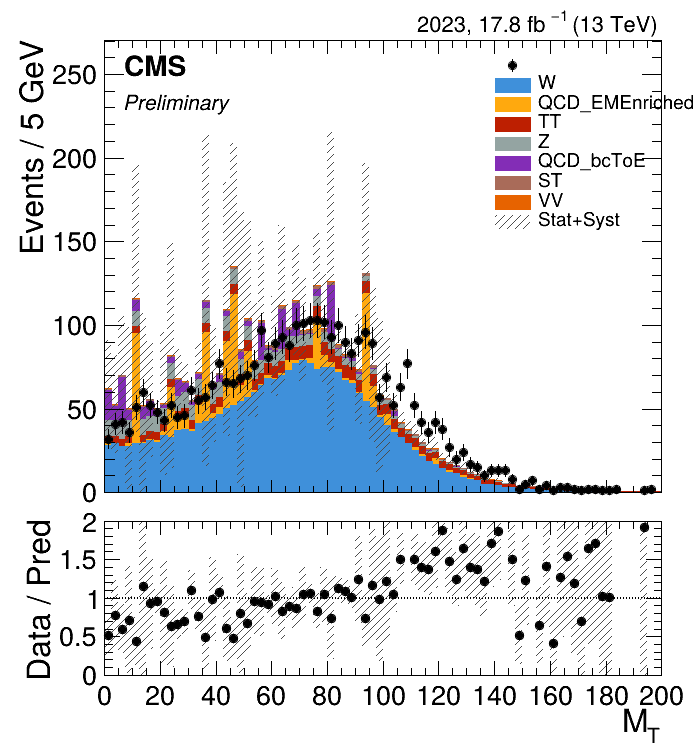 2023, 17.8 fb⁻¹ (13 TeV)
CMS
Preliminary
W
QCD_EMEnriched
TT
Z
QCD_bcToE
ST
VV
Stat+Syst
Events / 5 GeV
250
200
150
100
50
0
Data / Pred
2
1.5
1
0.5
0
0 20 40 60 80 100 120 140 160 180 200
M_T